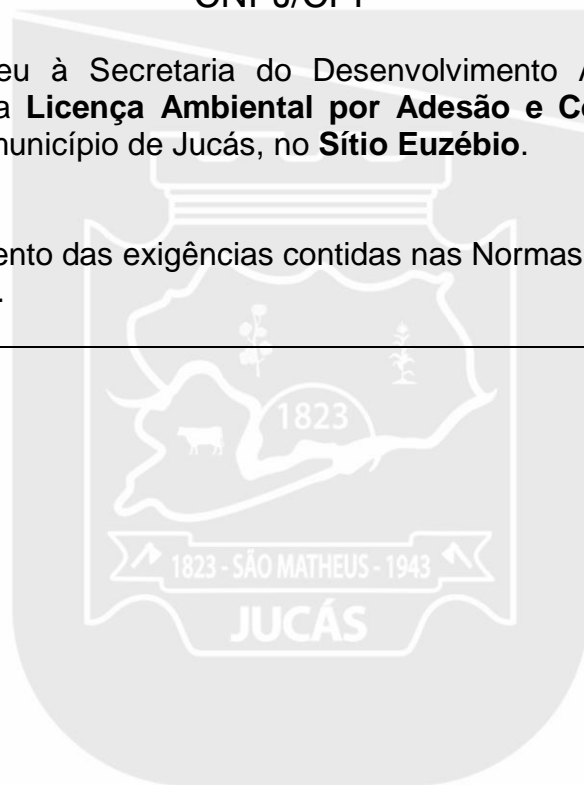 CNPJ/CPF
eu à Secretaria do Desenvolvimento
a Licença Ambiental por Adesão e
município de Jucás, no Sítio Euzébio.
ento das exigências contidas nas Normas
.
1823
1823 - SÃO MATHEUS - 1943
JUCÁS